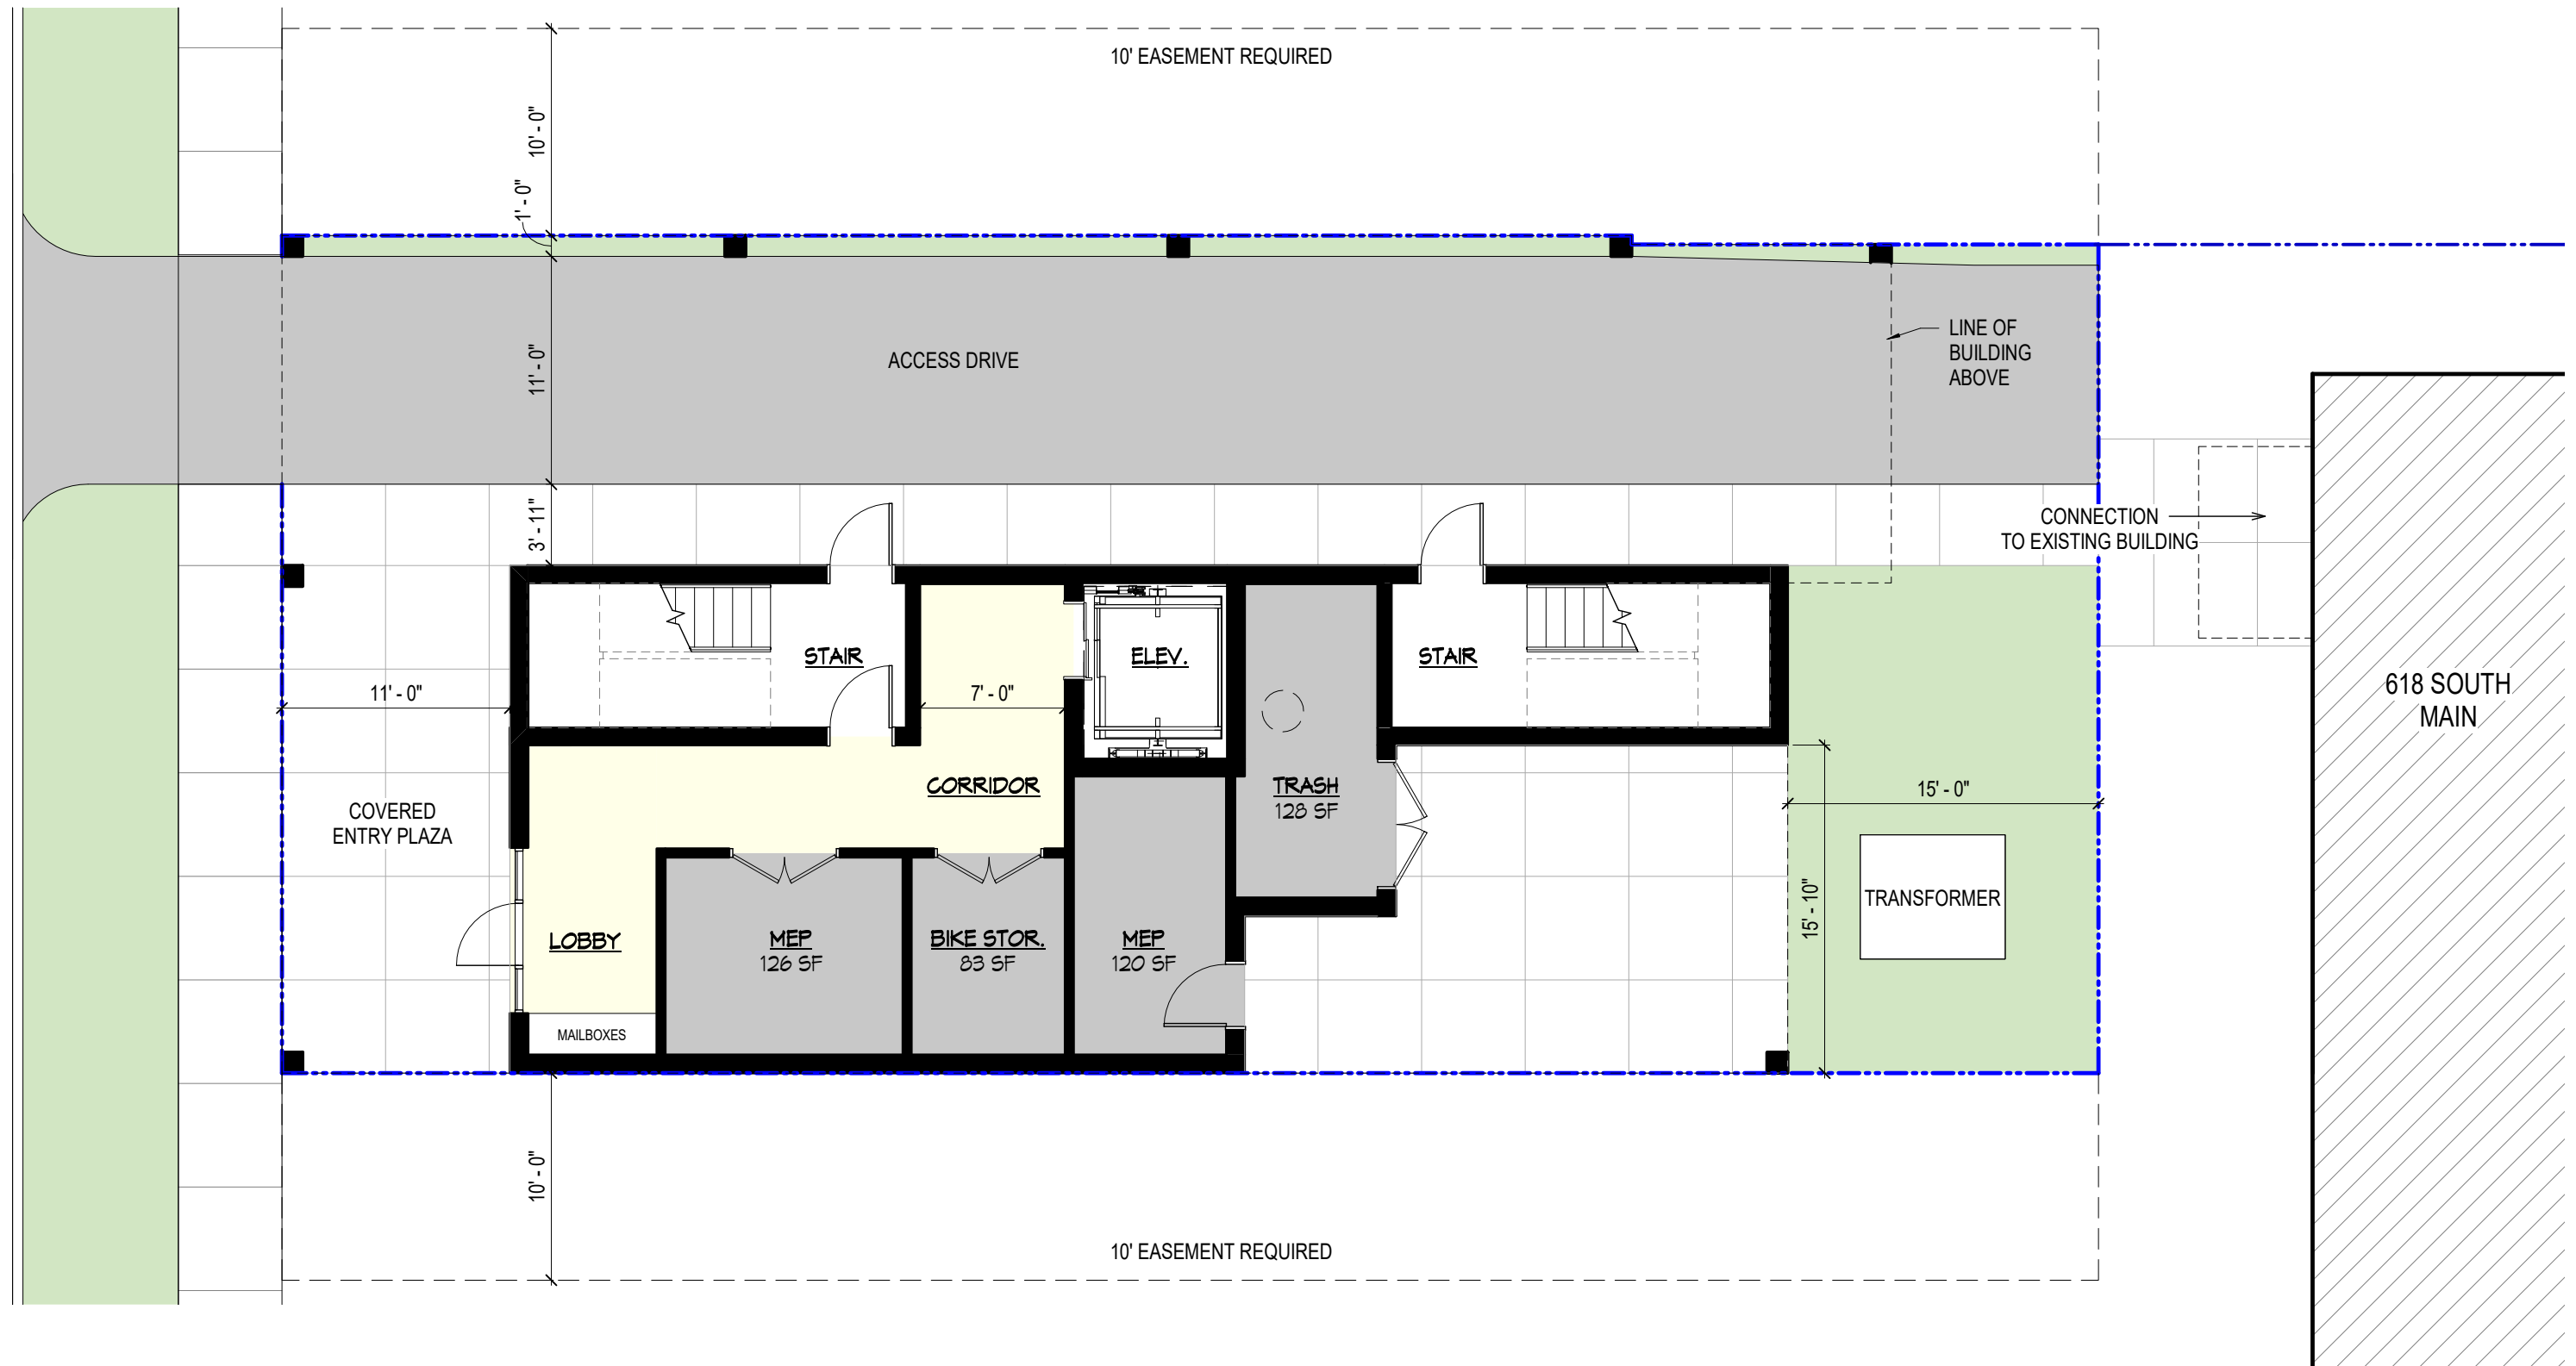 10' EASEMENT REQUIRED
10' - 0"
1' - 0"
11' - 0"
ACCESS DRIVE
LINE OF
BUILDING
ABOVE
3' - 11"
CONNECTION
TO EXISTING BUILDING
STAIR
ELEV.
STAIR
11' - 0"
7' - 0"
618 SOUTH
MAIN
CORRIDOR
TRASH
128 SF
15' - 0"
COVERED
ENTRY PLAZA
TRANSFORMER
15' - 10"
LOBBY
MEP
126 SF
BIKE STOR.
83 SF
MEP
120 SF
MAILBOXES
10' - 0"
10' EASEMENT REQUIRED